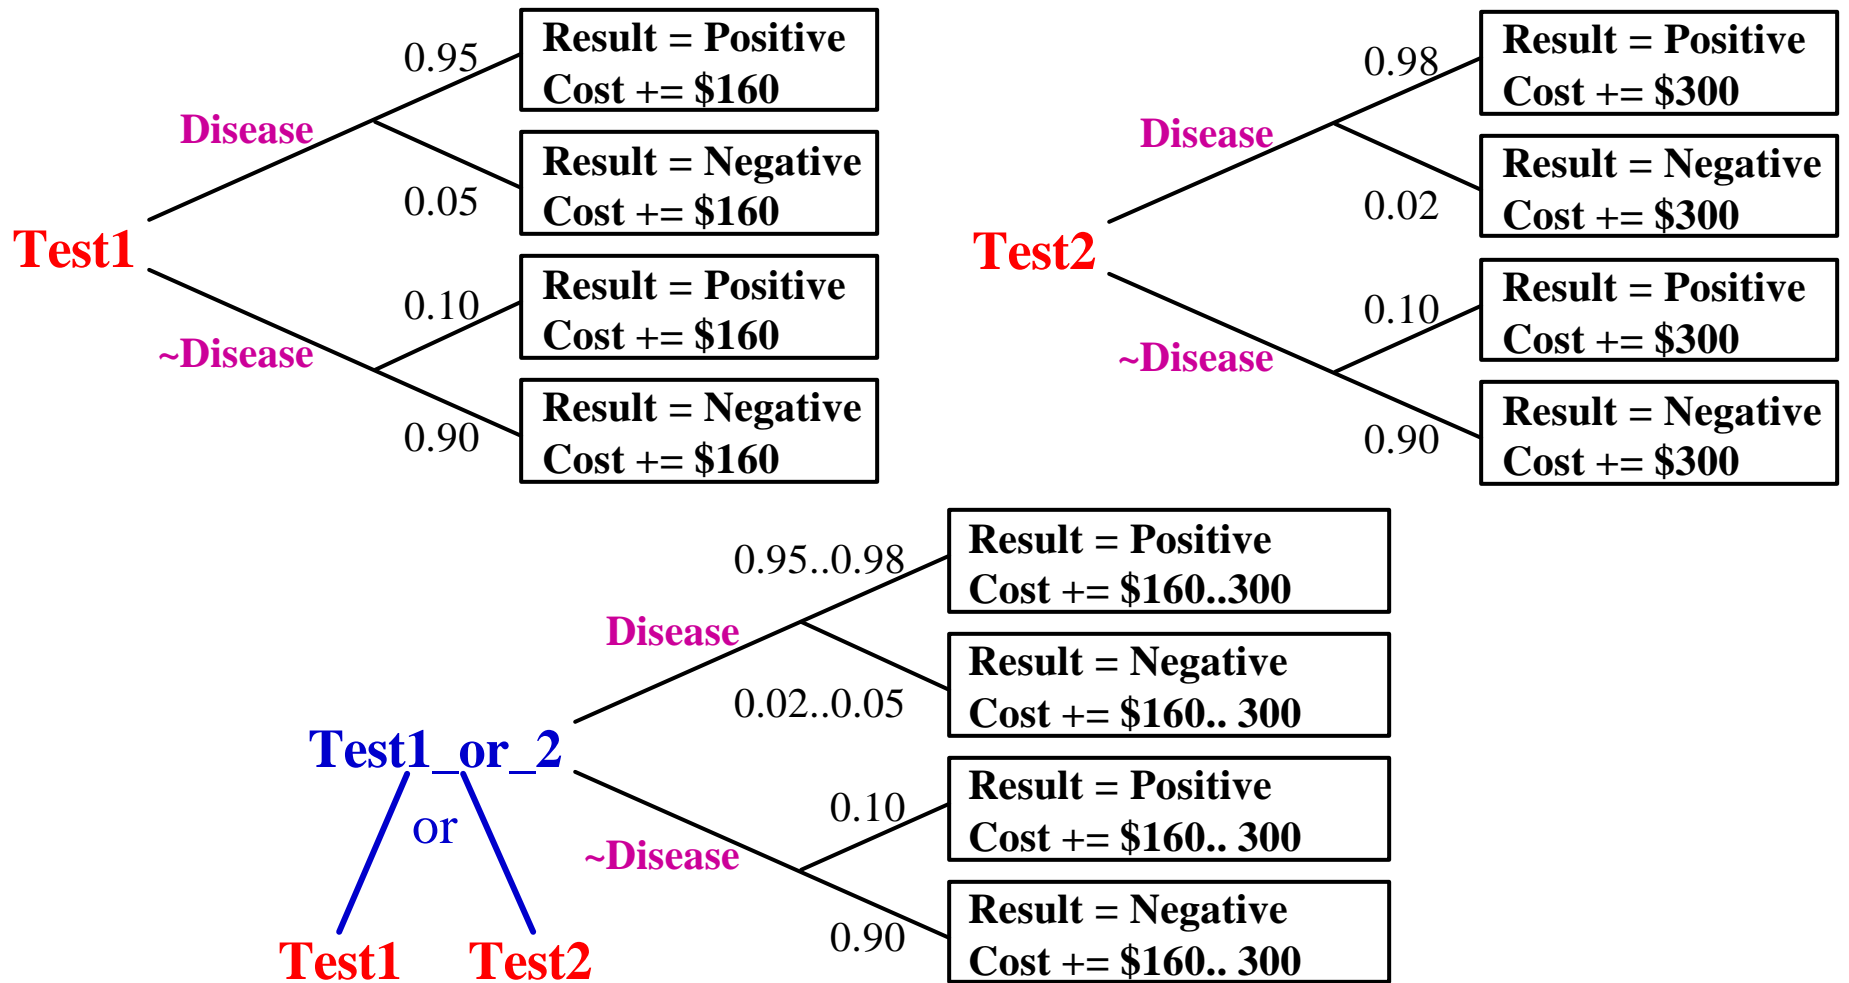 0.95
Result = Positive
Cost += $160
Disease
0.05
Result = Negative
Cost += $160
Test1
0.10
Result = Positive
Cost += $160
~Disease
0.90
Result = Negative
Cost += $160
0.98
Result = Positive
Cost += $300
Disease
0.02
Result = Negative
Cost += $300
Test2
0.10
Result = Positive
Cost += $300
~Disease
0.90
Result = Negative
Cost += $300
0.95..0.98
Result = Positive
Cost += $160..300
Disease
0.02..0.05
Result = Negative
Cost += $160.. 300
Test1_or_2
0.10
Result = Positive
Cost += $160.. 300
or
~Disease
0.90
Result = Negative
Cost += $160.. 300
Test1
Test2